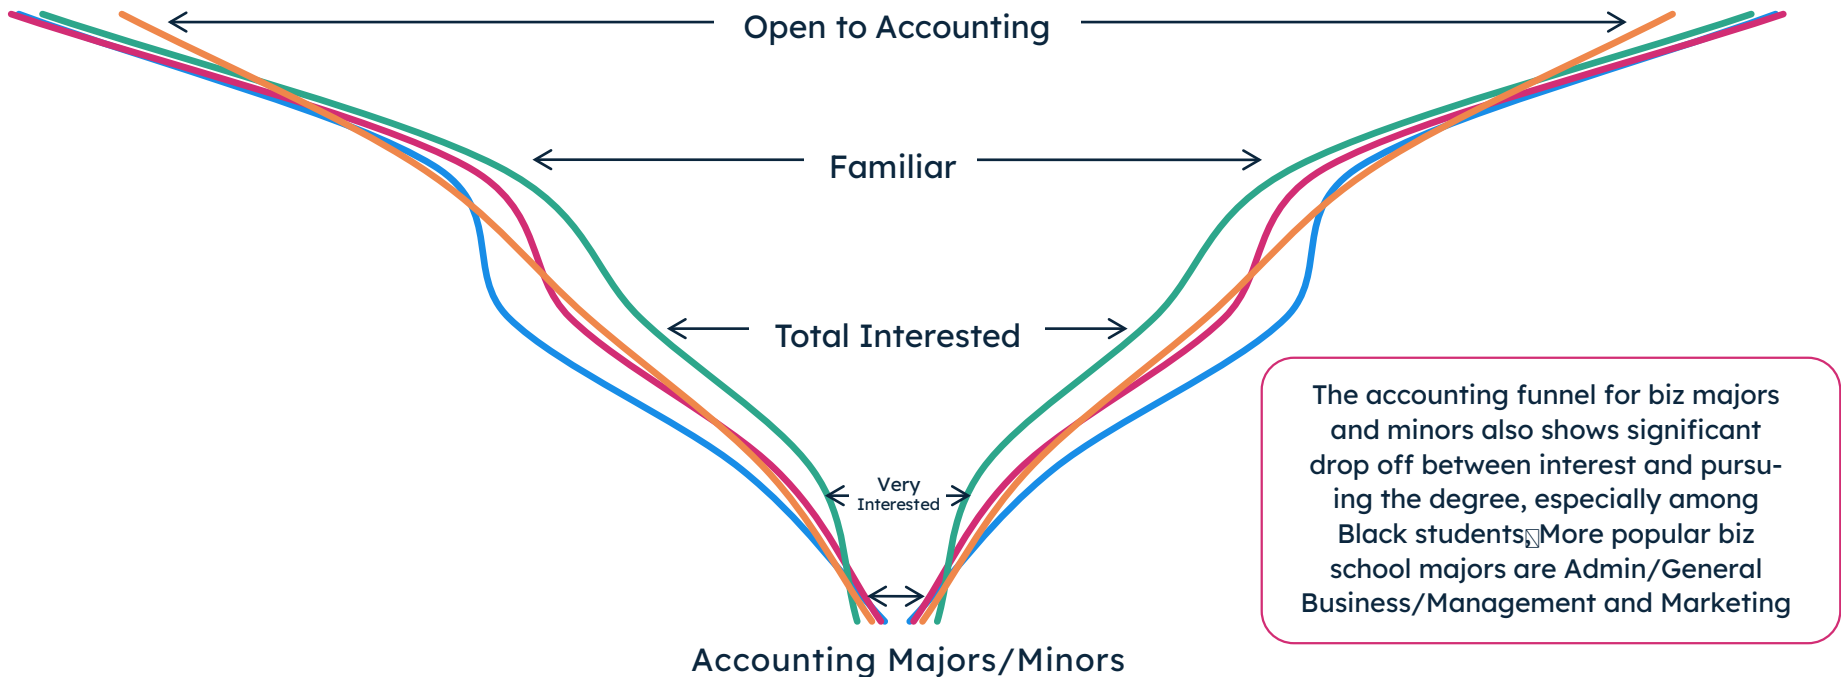 Open to Accounting
Familiar
Total Interested
Very
Interested
Accounting Majors/Minors
The accounting funnel for biz majors
and minors also shows significant
drop off between interest and pursu-
ing the degree, especially among
Black students. More popular biz
school majors are Admin/General
Business/Management and Marketing